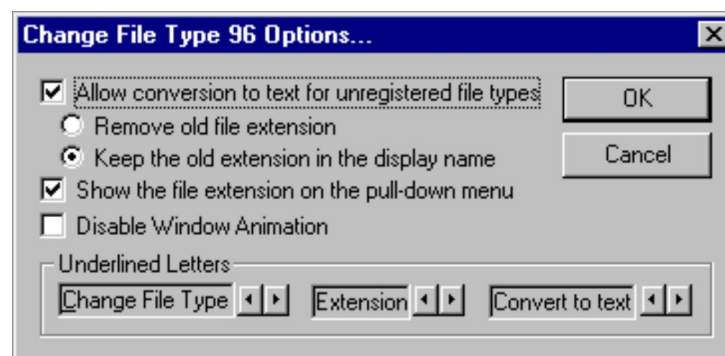 Change File Type 96 Options...
Allow conversion to text for unregistered file types
OK
Remove old file extension
Keep the old extension in the display name
Cancel
Show the file extension on the pull-down menu
Disable Window Animation
Underlined Letters
Change File Type
Extension
Convert to text